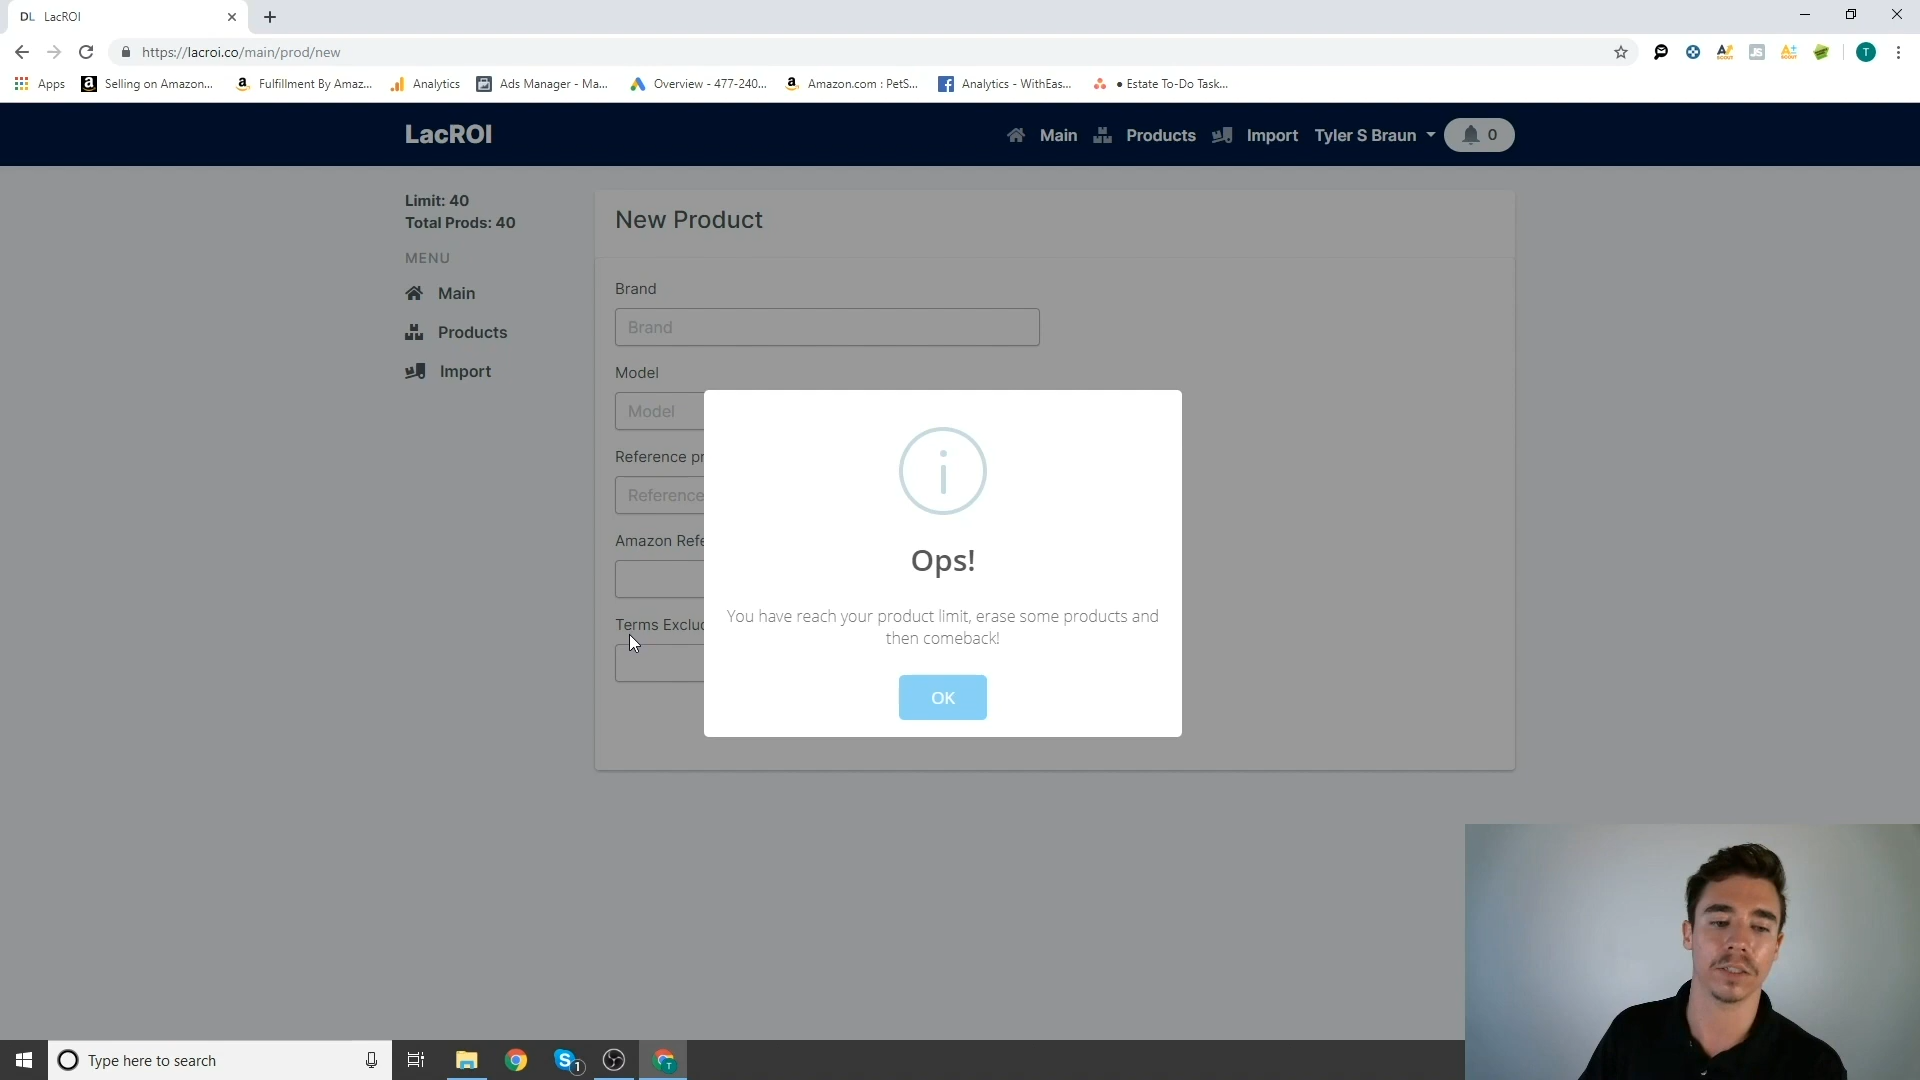 DL LacROI
https://lacroi.co/main/prod/new
T
Apps
Selling on Amazon...
Fulfillment By Amaz...
Analytics
Ads Manager - Ma...
Overview - 477-240...
Amazon.com : PetS...
Analytics - WithEas...
• Estate To-Do Task...
LacROI
Main
Products
Import
Tyler S Braun
0
Limit: 40
Total Prods: 40
MENU
Main
Products
Import
New Product
Brand
Brand
Model
Model
Reference pr
Reference
Amazon Refe
Terms Exclud
Ops!
You have reach your product limit, erase some products and
then comeback!
OK
Type here to search
1
T